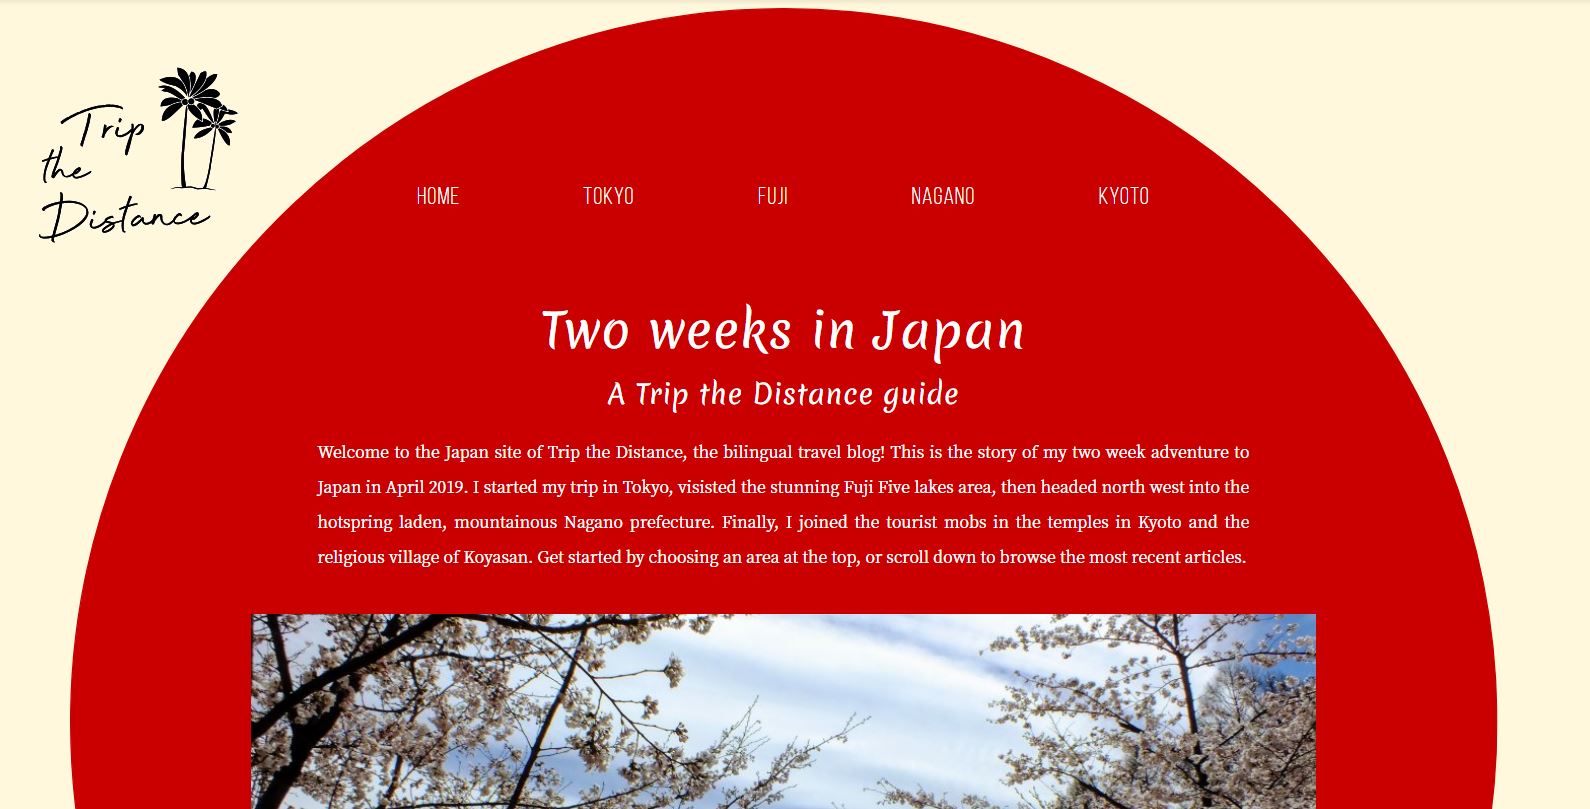 Trip
the
Distance
HOME TOKYO FUJI NAGANO KYOTO
Two weeks in Japan
A Trip the Distance guide
Welcome to the Japan site of Trip the Distance, the bilingual travel blog! This is the story of my two week adventure to
Japan in April 2019. I started my trip in Tokyo, visisted the stunning Fuji Five lakes area, then headed north west into the
hotspring laden, mountainous Nagano prefecture. Finally, I joined the tourist mobs in the temples in Kyoto and the
religious village of Koyasan. Get started by choosing an area at the top, or scroll down to browse the most recent articles.